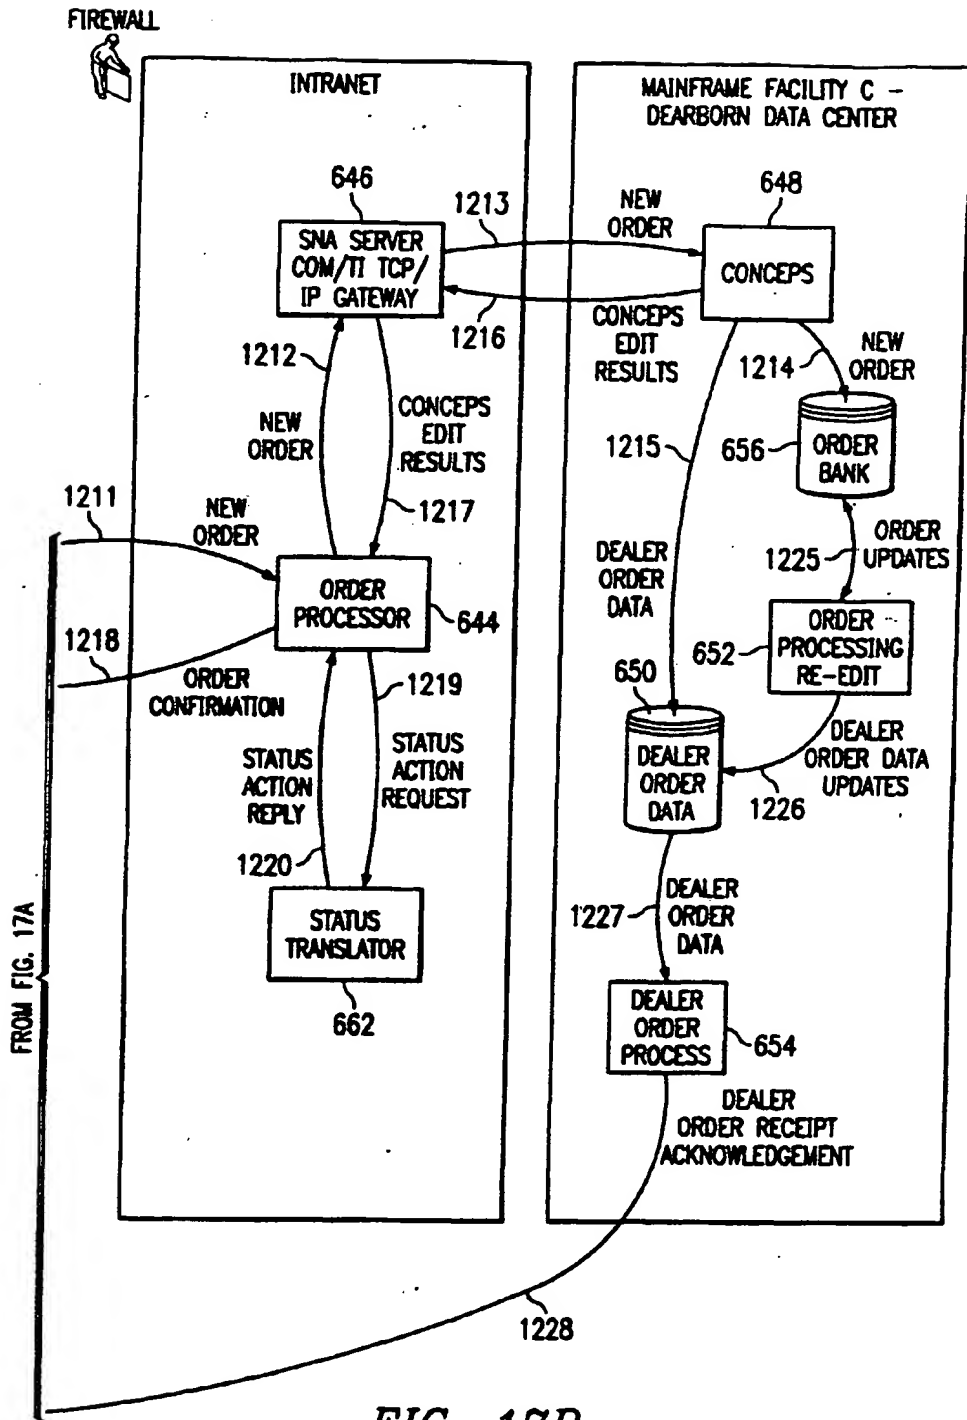 FIREWALL
INTRANET
MAINFRAME FACILITY C –
DEARBORN DATA CENTER
646
1213
NEW
ORDER
648
SNA SERVER
COM/TI TCP/
IP GATEWAY
CONCEPS
1216
CONCEPS
EDIT
RESULTS
1212
1214
NEW
ORDER
NEW
ORDER
CONCEPS
EDIT
RESULTS
1215
656
ORDER
BANK
1211
NEW
ORDER
1217
1225
ORDER
UPDATES
DEALER
ORDER
DATA
ORDER
PROCESSOR
644
652
ORDER
PROCESSING
RE-EDIT
1218
ORDER
CONFIRMATION
1219
650
DEALER
ORDER DATA
UPDATES
STATUS
ACTION
REPLY
STATUS
ACTION
REQUEST
DEALER
ORDER
DATA
1226
1220
1227
DEALER
ORDER
DATA
STATUS
TRANSLATOR
662
FROM FIG. 17A
DEALER
ORDER
PROCESS
654
DEALER
ORDER RECEIPT
ACKNOWLEDGEMENT
1228
FIG. 17B